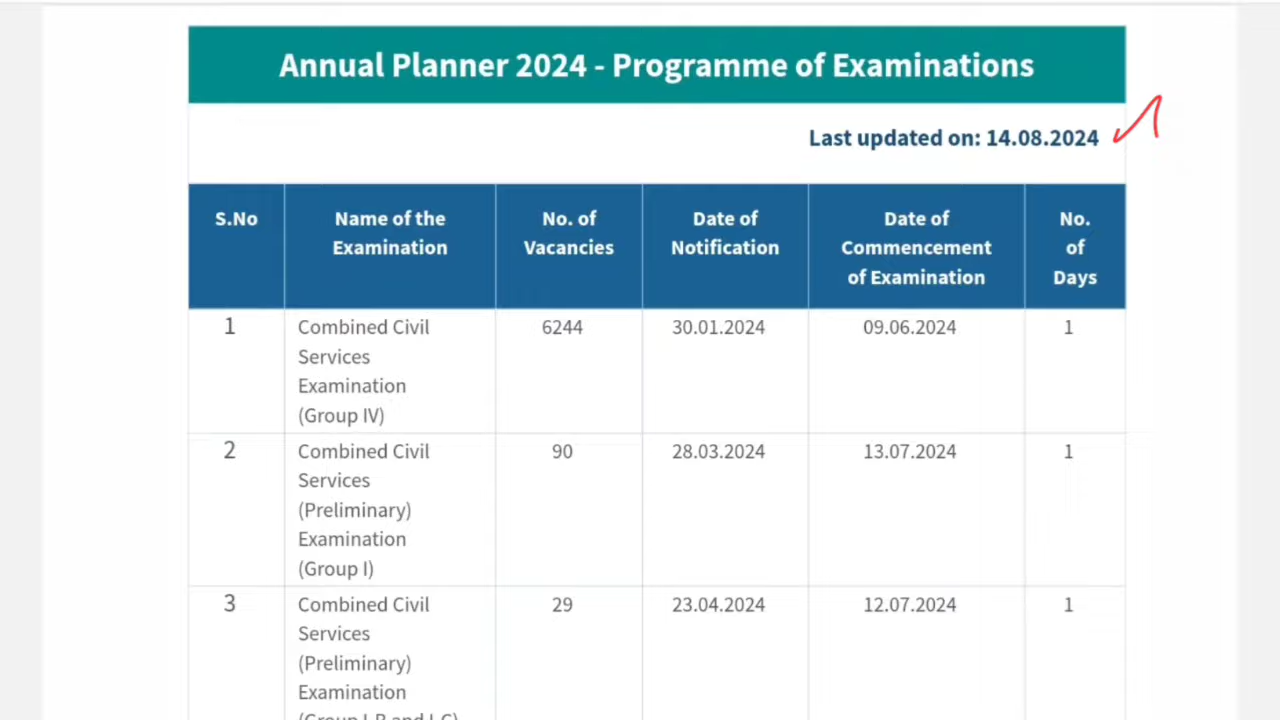 Annual Planner 2024 - Programme of Examinations
Last updated on: 14.08.2024
S.No
Name of the
Examination
No. of
Vacancies
Date of
Notification
Date of
Commencement
of Examination
No.
of
Days
1
Combined Civil
Services
Examination
(Group IV)
6244
30.01.2024
09.06.2024
1
2
Combined Civil
Services
(Preliminary)
Examination
(Group I)
90
28.03.2024
13.07.2024
1
3
Combined Civil
Services
(Preliminary)
Examination
29
23.04.2024
12.07.2024
1